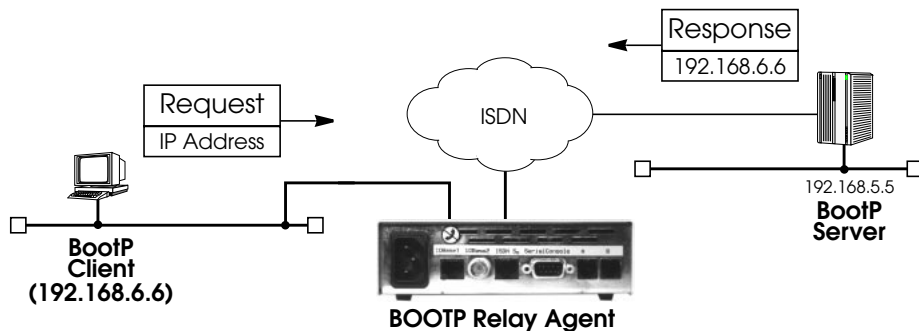 Response
192.168.6.6
Request
IP Address
ISDN
192.168.5.5
BootP
Server
BootP
Client
(192.168.6.6)
BOOTP Relay Agent